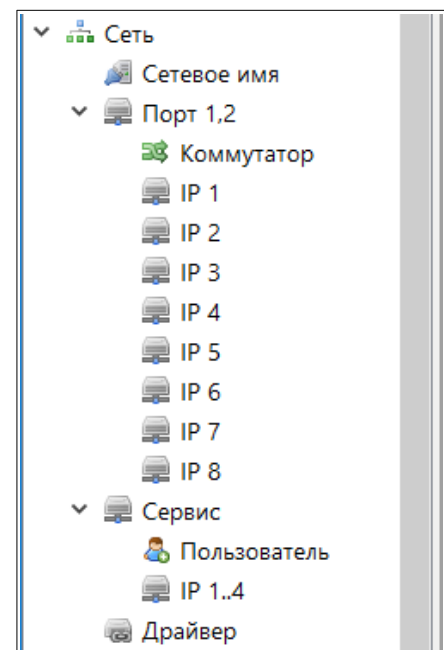 Сеть
Сетевое имя
Порт 1,2
Коммутатор
IP 1
IP 2
IP 3
IP 4
IP 5
IP 6
IP 7
IP 8
Сервис
Пользователь
IP 1..4
Драйвер